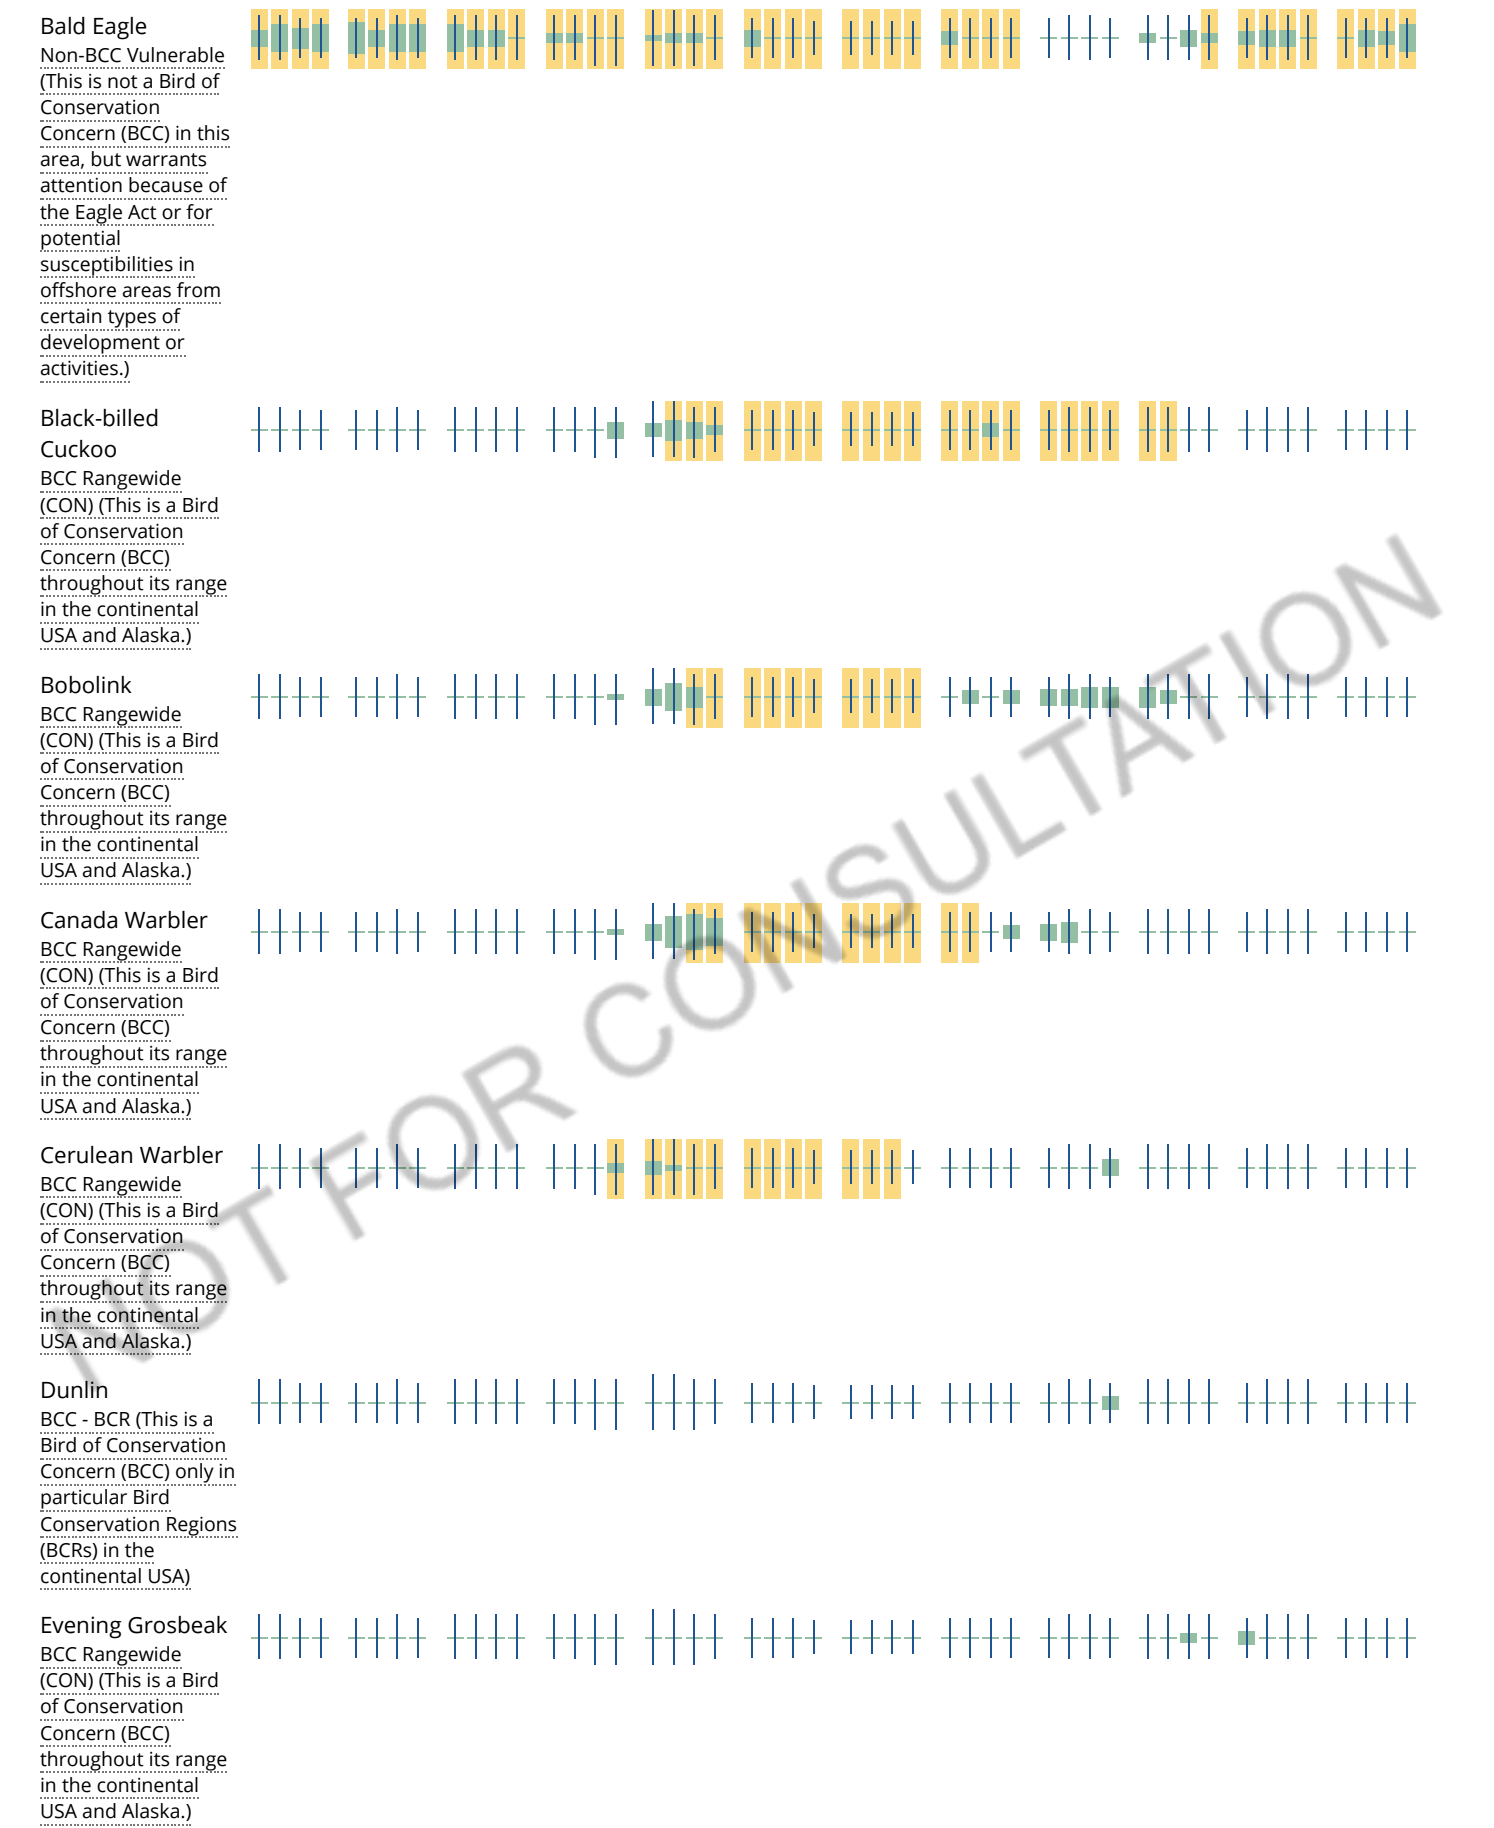 Bald Eagle
Non-BCC Vulnerable
(This is not a Bird of
Conservation
Concern (BCC) in this
area, but warrants
attention because of
the Eagle Act or for
potential
susceptibilities in
offshore areas from
certain types of
development or
activities.)
Black-billed
Cuckoo
BCC Rangewide
(CON) (This is a Bird
of Conservation
Concern (BCC)
throughout its range
in the continental
USA and Alaska.)
Bobolink
BCC Rangewide
(CON) (This is a Bird
of Conservation
Concern (BCC)
throughout its range
in the continental
USA and Alaska.)
Canada Warbler
BCC Rangewide
(CON) (This is a Bird
of Conservation
Concern (BCC)
throughout its range
in the continental
USA and Alaska.)
Cerulean Warbler
BCC Rangewide
(CON) (This is a Bird
of Conservation
Concern (BCC)
throughout its range
in the continental
USA and Alaska.)
Dunlin
BCC - BCR (This is a
Bird of Conservation
Concern (BCC) only in
particular Bird
Conservation Regions
(BCRs) in the
continental USA)
Evening Grosbeak
BCC Rangewide
(CON) (This is a Bird
of Conservation
Concern (BCC)
throughout its range
in the continental
USA and Alaska.)
NOT FOR CONSULTATION